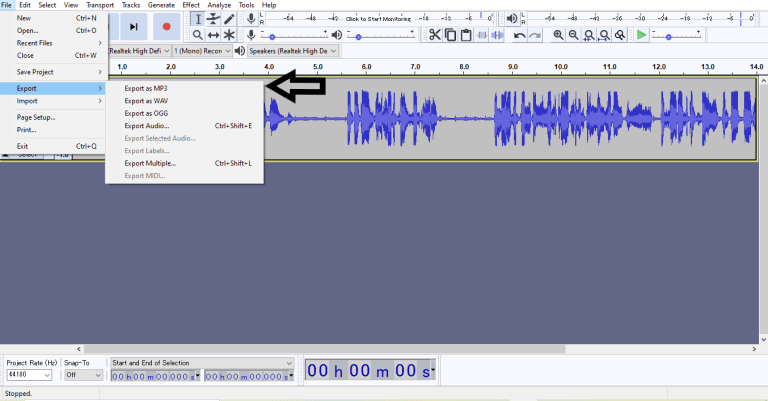 File Edit Select View Transport Tracks Generate Effect Analyze Tools Help
New Ctrl+N
Open... Ctrl+O
Recent Files
Close Ctrl+W
Save Project
Export
Import
Page Setup...
Print...
Exit Ctrl+Q
Export as MP3
Export as WAV
Export as OGG
Export Audio... Ctrl+Shift+E
Export Selected Audio...
Export Labels...
Export Multiple... Ctrl+Shift+L
Export MIDI...
L R -54 -48 -42 Click to Start Monitoring -18 -12 -6 0
L R -54 -48 -42 -36 -30 -24 -18 -12 -6 0
Realtek High Defi 1 (Mono) Recon Speakers (Realtek High De
1.0 2.0 3.0 4.0 5.0 6.0 7.0 8.0 9.0 10.0 11.0 12.0 13.0 14.0
Select -1.0
Project Rate (Hz) Snap-To Start and End of Selection
44100 Off 00 h 00 m 00.000 s 00 h 00 m 00.000 s
00 h 00 m 00 s
Stopped.